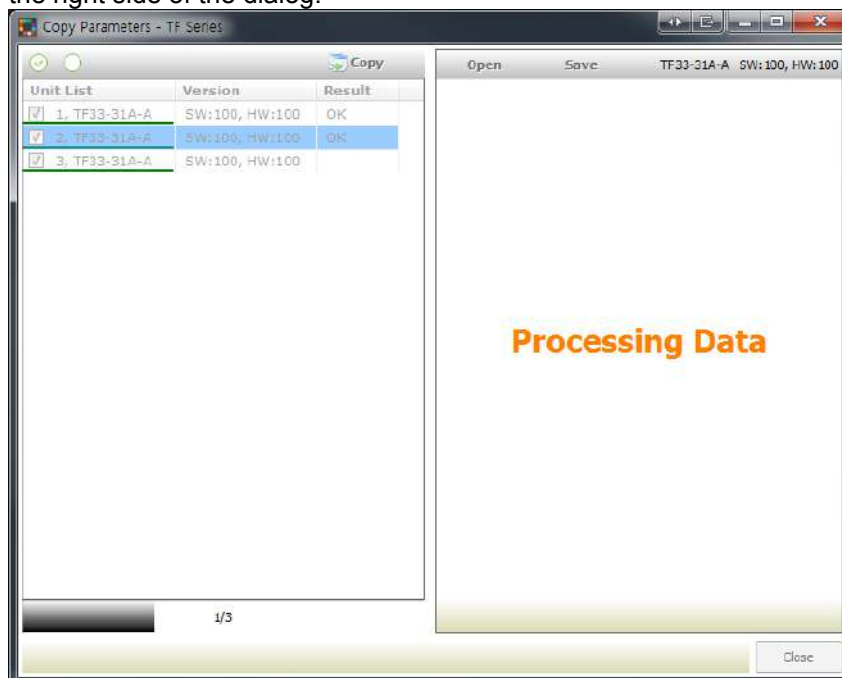 the right side of the dialog.
Copy Parameters - TF Series
Copy
Unit List Version Result
1, TF33-31A-A SW:100, HW:100 OK
2, TF33-31A-A SW:100, HW:100 OK
3, TF33-31A-A SW:100, HW:100
1/3
Open Save TF33-31A-A SW:100, HW:100
Processing Data
Close